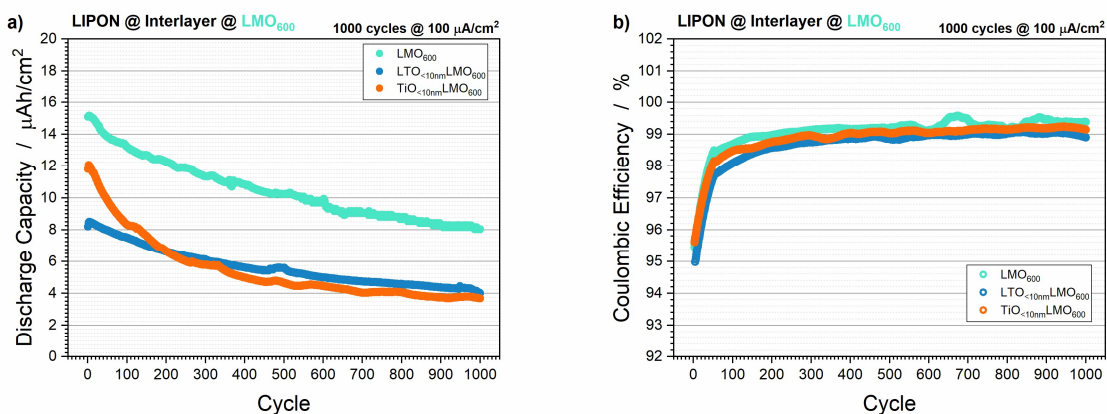 a)
LIPON @ Interlayer @ LMO600
1000 cycles @ 100 µA/cm²
20
18
16
14
12
10
8
6
4
2
0
Discharge Capacity / µAh/cm²
LMO600
LTO<10nmLMO600
TiO<10nmLMO600
0 100 200 300 400 500 600 700 800 900 1000
Cycle
b)
LIPON @ Interlayer @ LMO600
1000 cycles @ 100 µA/cm²
102
101
100
99
98
97
96
95
94
93
92
Coulombic Efficiency / %
LMO600
LTO<10nmLMO600
TiO<10nmLMO600
0 100 200 300 400 500 600 700 800 900 1000
Cycle